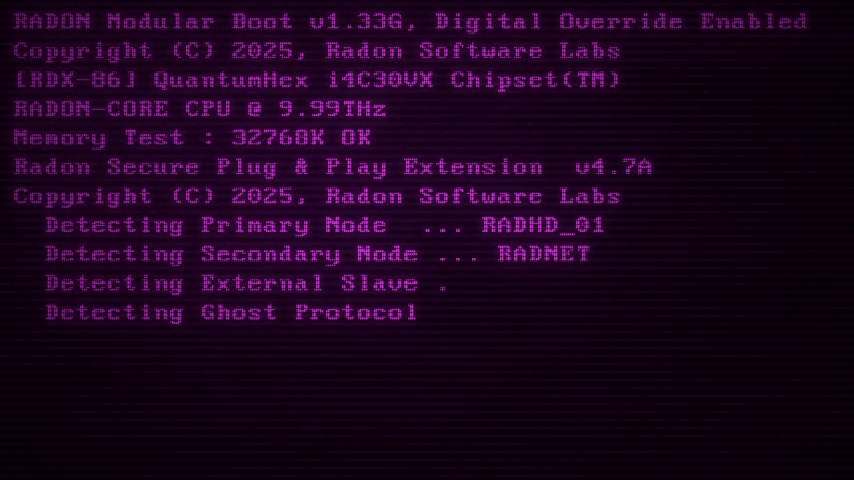 RADON Modular Boot v1.33G, Digital Override Enabled
Copyright (C) 2025, Radon Software Labs
[RDX-86] QuantumHex i4C30VX Chipset(TM)
RADON-CORE CPU @ 9.99THz
Memory Test : 32768K OK
Radon Secure Plug & Play Extension  v4.7A
Copyright (C) 2025, Radon Software Labs
Detecting Primary Node  ... RADHD_01
Detecting Secondary Node ... RADNET
Detecting External Slave .
Detecting Ghost Protocol